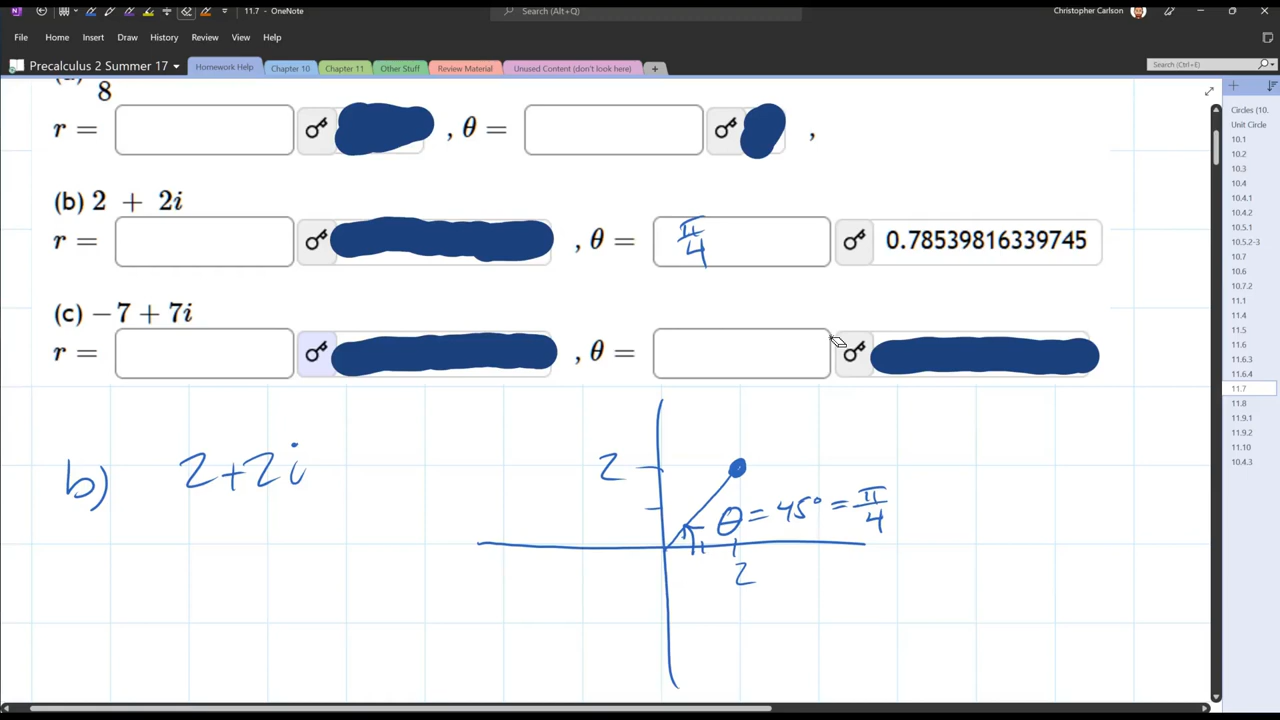 11.7 - OneNote
Search (Alt+Q)
Christopher Carlson
File Home Insert Draw History Review View Help
Precalculus 2 Summer 17
Homework Help
Chapter 10
Chapter 11
Other Stuff
Review Material
Unused Content (don't look here)
Search (Ctrl+E)
8
r =
, θ =
,
(b) 2 + 2i
r =
, θ =
π/4
0.78539816339745
(c) −7 + 7i
r =
, θ =
b) 2+2i
2
θ = 45° = π/4
2
Circles (10.
Unit Circle
10.1
10.2
10.3
10.4
10.4.1
10.4.2
10.5.1
10.5.2-3
10.7
10.6
10.7.2
11.1
11.4
11.5
11.6
11.6.3
11.6.4
11.7
11.8
11.9.1
11.9.2
11.10
10.4.3